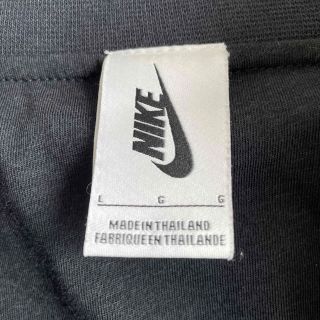 NIKE
L G G
MADE IN THAILAND
FABRIQUE EN THAILANDE